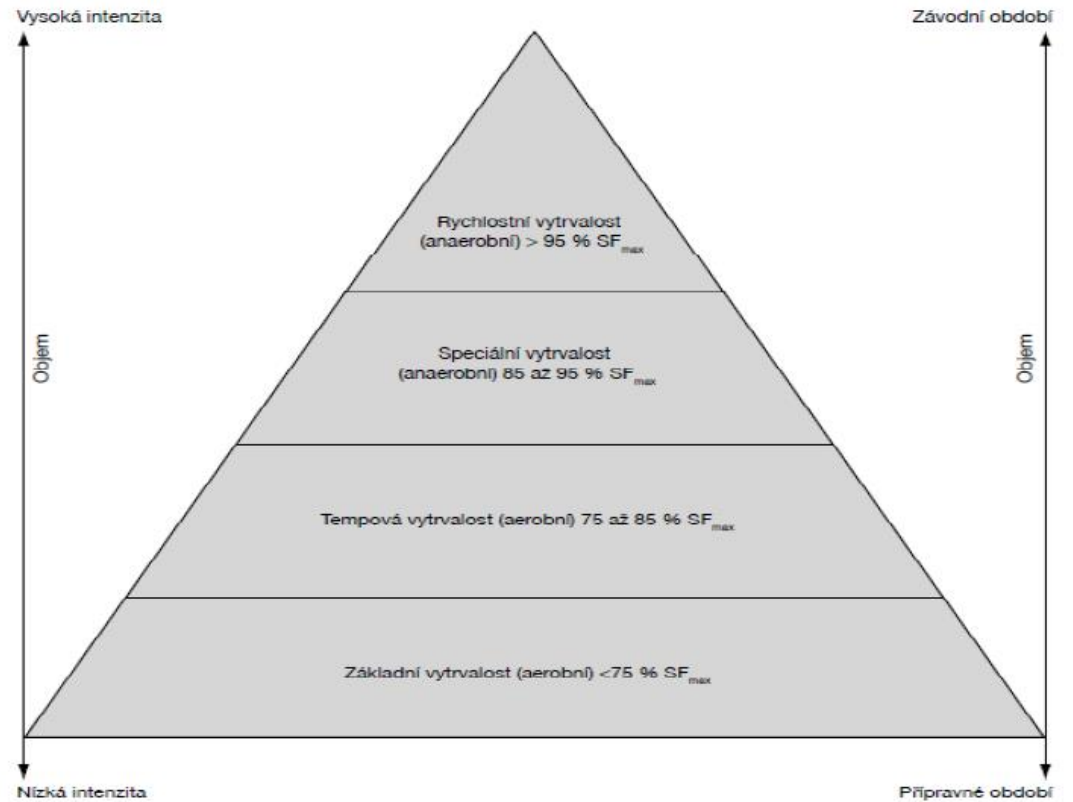 Vysoká intenzita
Závodní období
Rychlostní vytrvalost
(anaerobní) > 95 % SFmax
Objem
Speciální vytrvalost
(anaerobní) 85 až 95 % SFmax
Objem
Tempová vytrvalost (aerobní) 75 až 85 % SFmax
Základní vytrvalost (aerobní) <75 % SFmax
Nízká intenzita
Přípravné období